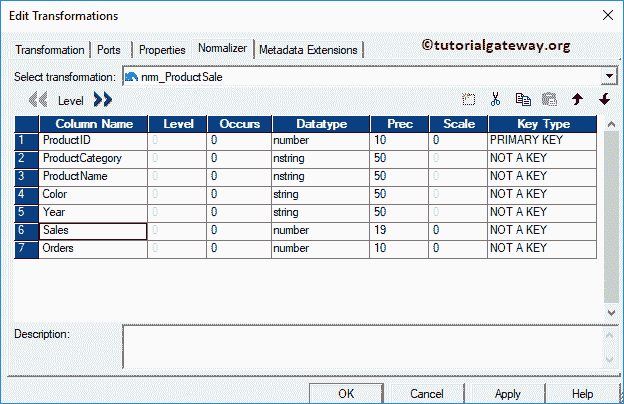 Edit Transformations
Transformation Ports Properties Normalizer Metadata Extensions
©tutorialgateway.org
Select transformation: nm_ProductSale
Level
Column Name Level Occurs Datatype Prec Scale Key Type
1 ProductID 0 0 number 10 0 PRIMARY KEY
2 ProductCategory 0 0 nstring 50 0 NOT A KEY
3 ProductName 0 0 nstring 50 0 NOT A KEY
4 Color 0 0 string 50 0 NOT A KEY
5 Year 0 0 string 50 0 NOT A KEY
6 Sales 0 0 number 19 0 NOT A KEY
7 Orders 0 0 number 10 0 NOT A KEY
Description:
OK Cancel Apply Help